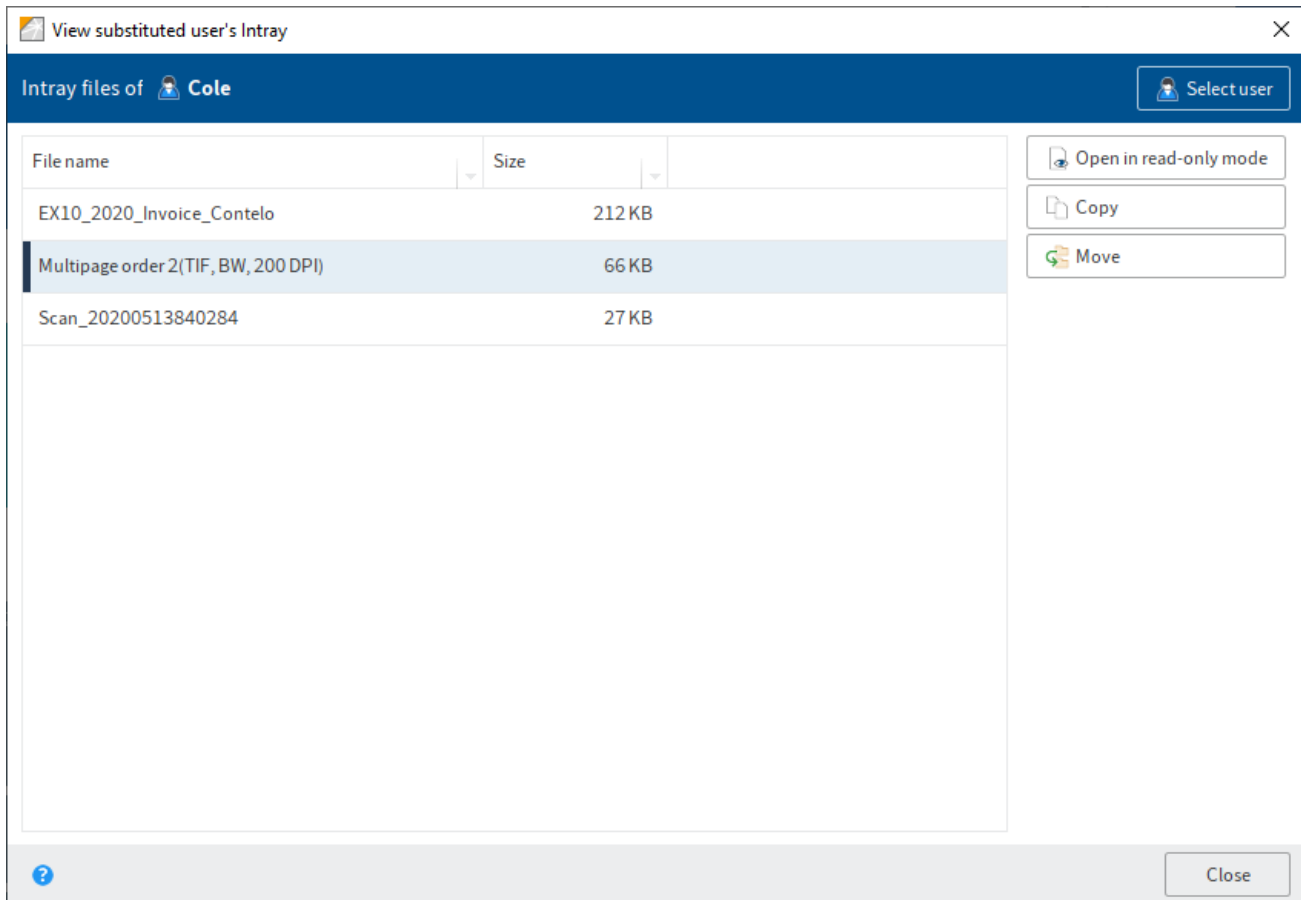 View substituted user's Intray
Intray files of Cole
Select user
File name Size
EX10_2020_Invoice_Contelo 212 KB
Multipage order 2(TIF, BW, 200 DPI) 66 KB
Scan_20200513840284 27 KB
Open in read-only mode
Copy
Move
?
Close